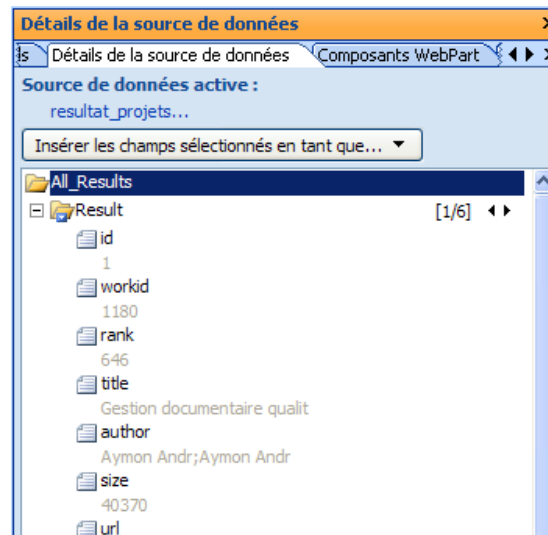 Détails de la source de données
Détails de la source de données Composants WebPart
Source de données active :
resultat_projets...
Insérer les champs sélectionnés en tant que...
All_Results
Result [1/6]
id
1
workid
1180
rank
646
title
Gestion documentaire qualit
author
Aymon Andr;Aymon Andr
size
40370
url